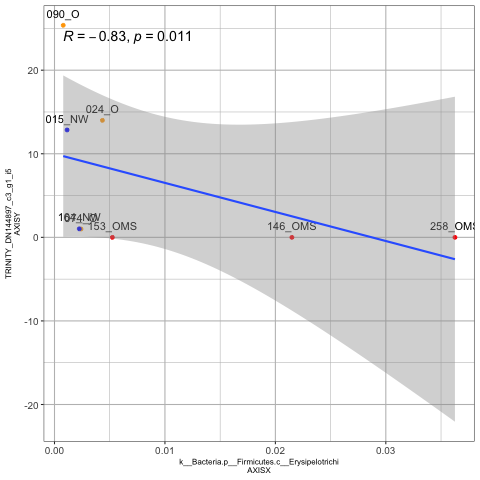 090_O
R = −0.83, p = 0.011
20
024_O
015_NW
10
153_OMS
146_OMS
258_OMS
0
-10
-20
0.00
0.01
0.02
0.03
k__Bacteria.p__Firmicutes.c__Erysipelotrichi
AXISX
TRINITY_DN144897_c3_g1_i5
AXISY